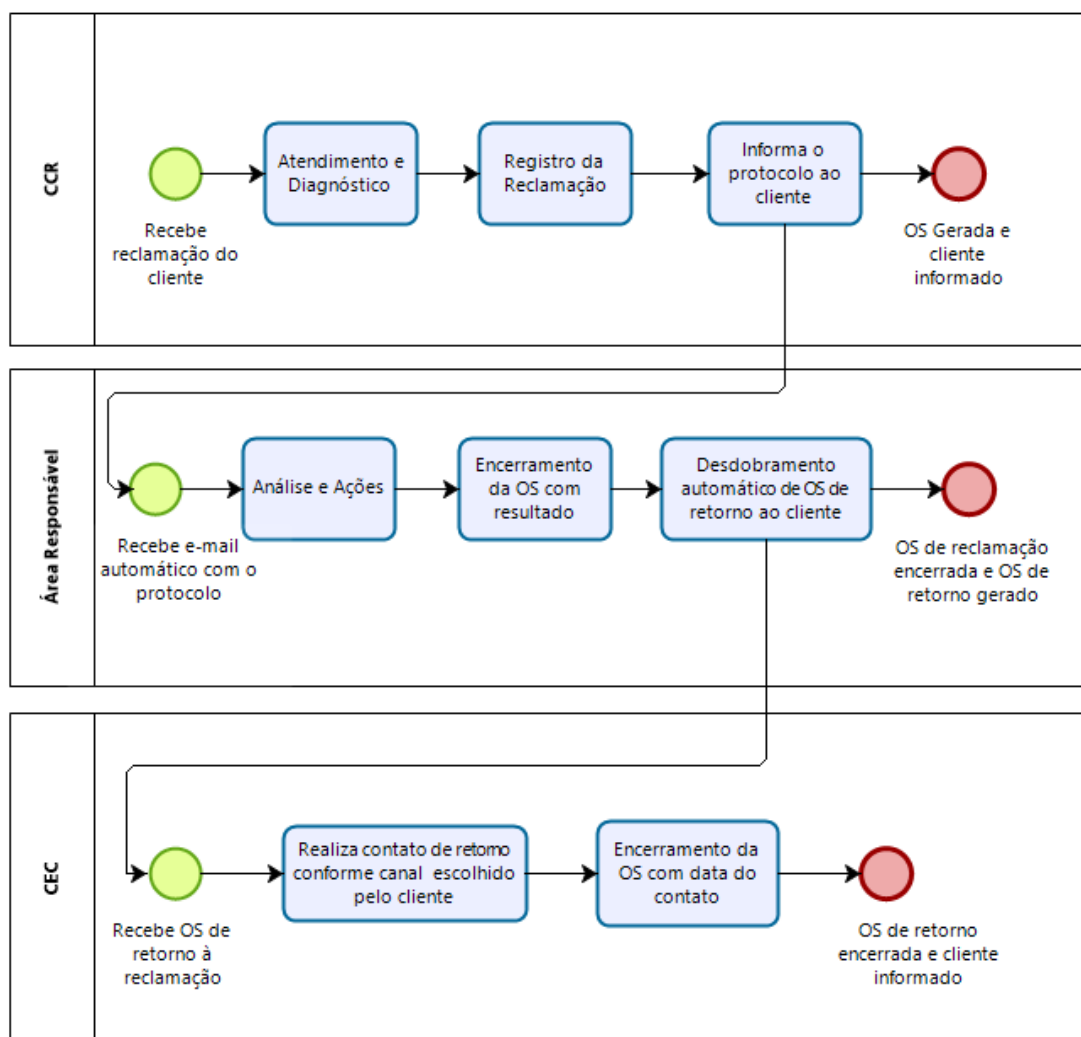 CCR
Atendimento e
Diagnóstico
Registro da
Reclamação
Informa o
protocolo ao
cliente
Recebe
reclamação do
cliente
OS Gerada e
cliente
informado
Área Responsável
Análise e Ações
Encerramento
da OS com
resultado
Desdobramento
automático de OS de
retorno ao cliente
Recebe e-mail
automático com o
protocolo
OS de reclamação
encerrada e OS de
retorno gerado
CEC
Realiza contato de retorno
conforme canal escolhido
pelo cliente
Encerramento da
OS com data do
contato
Recebe OS de
retorno à
reclamação
OS de retorno
encerrada e cliente
informado